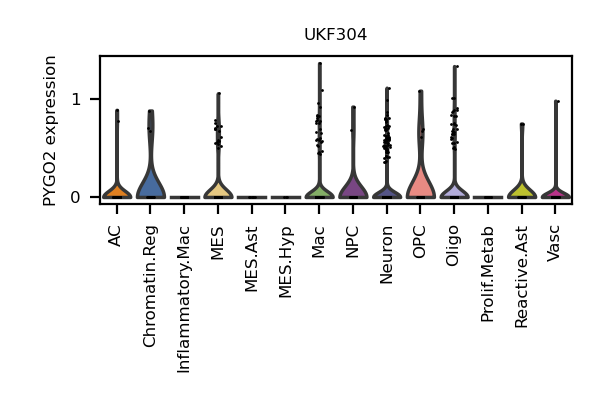 UKF304
PYGO2 expression
1
0
AC
Chromatin.Reg
Inflammatory.Mac
MES
MES.Ast
MES.Hyp
Mac
NPC
Neuron
OPC
Oligo
Prolif.Metab
Reactive.Ast
Vasc